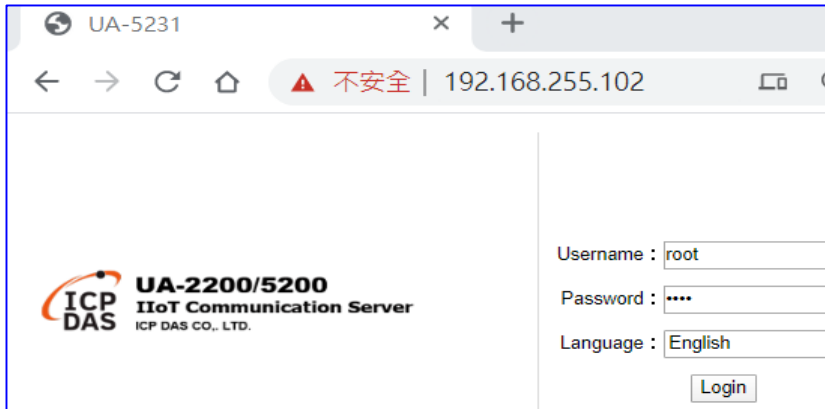 UA-5231
不安全 | 192.168.255.102
ICP DAS
UA-2200/5200
IIoT Communication Server
ICP DAS CO,. LTD.
Username：root
Password：••••
Language：English
Login